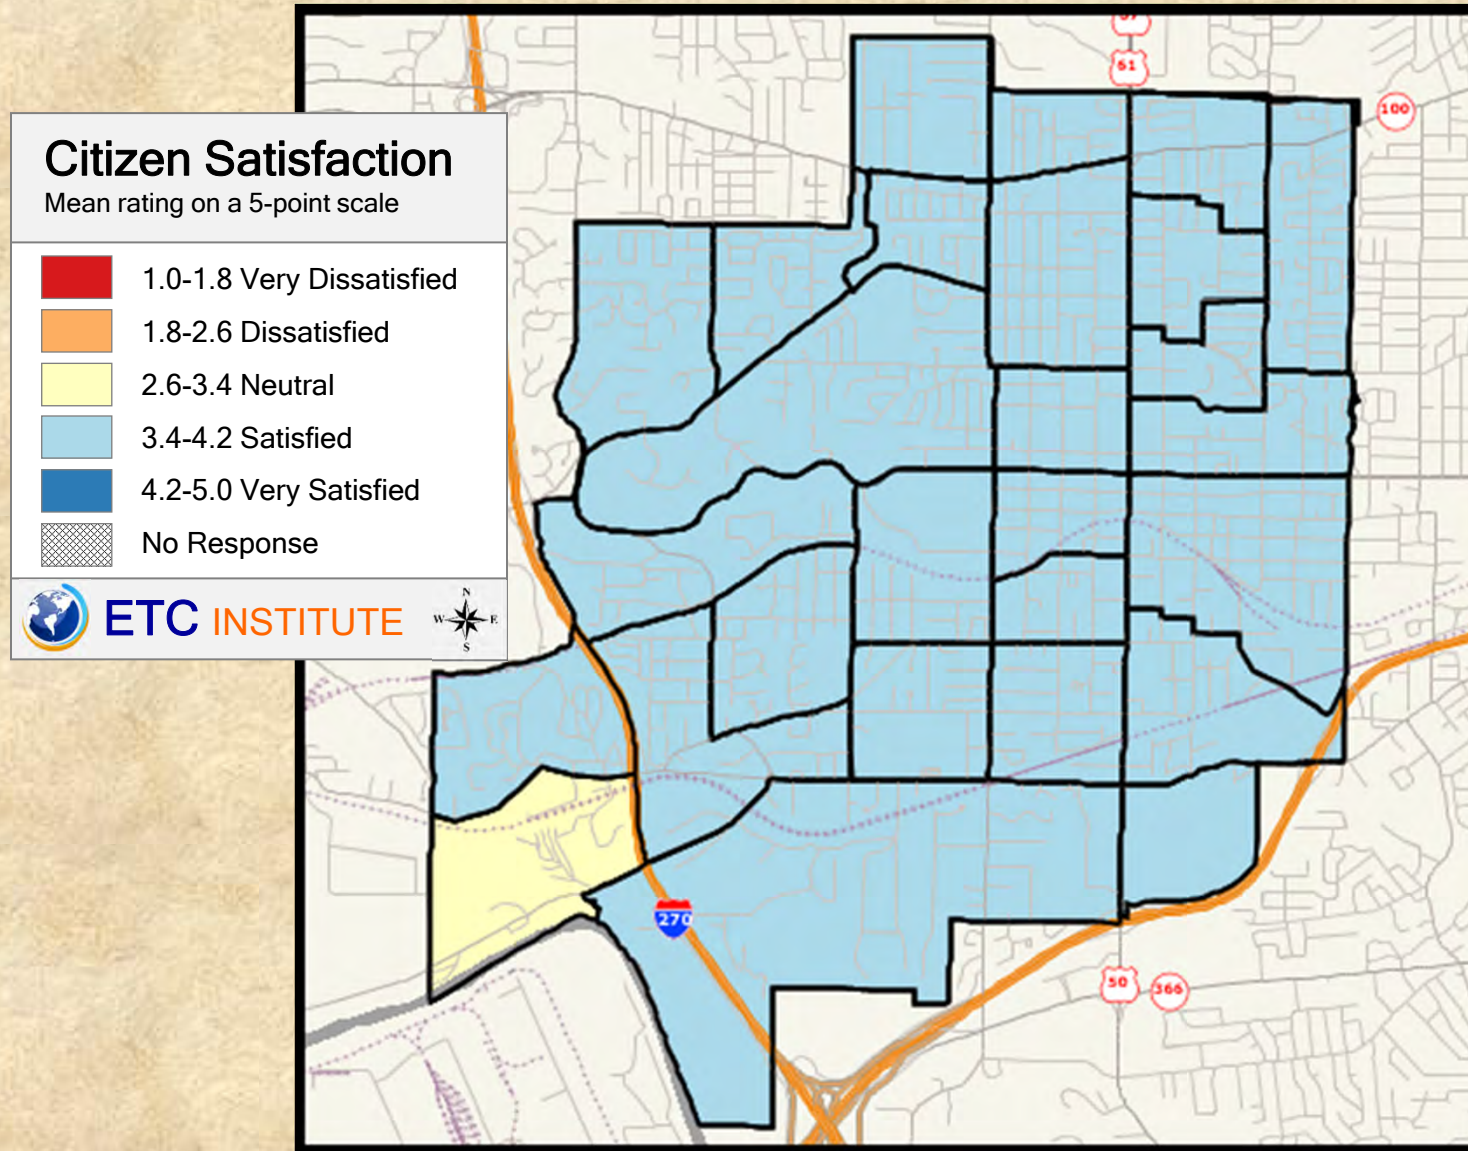 Citizen Satisfaction
Mean rating on a 5-point scale
1.0-1.8 Very Dissatisfied
1.8-2.6 Dissatisfied
2.6-3.4 Neutral
3.4-4.2 Satisfied
4.2-5.0 Very Satisfied
No Response
ETC INSTITUTE
N
W E
S
61
100
270
50
366